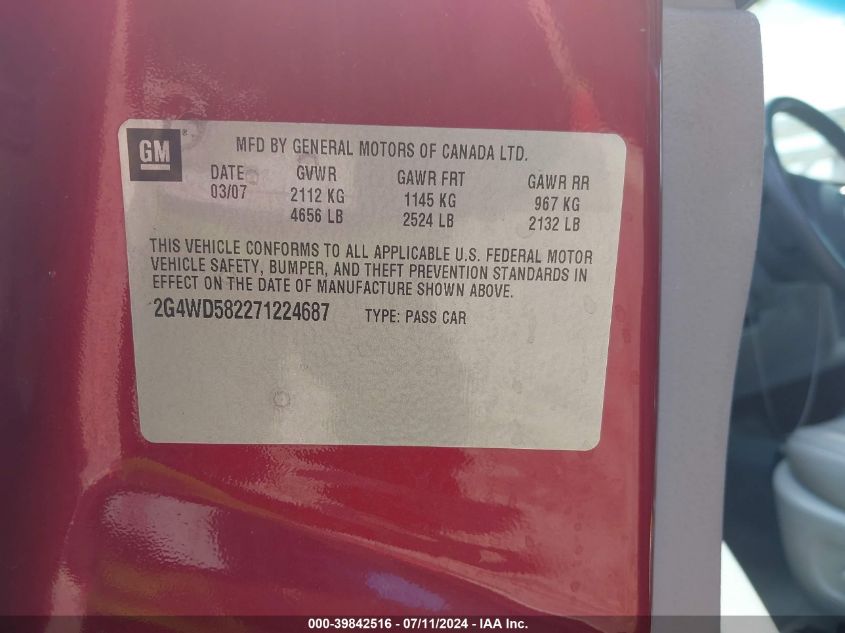 GM
MFD BY GENERAL MOTORS OF CANADA LTD.
DATE GVWR GAWR FRT GAWR RR
03/07 2112 KG 1145 KG 967 KG
4656 LB 2524 LB 2132 LB
THIS VEHICLE CONFORMS TO ALL APPLICABLE U.S. FEDERAL MOTOR
VEHICLE SAFETY, BUMPER, AND THEFT PREVENTION STANDARDS IN
EFFECT ON THE DATE OF MANUFACTURE SHOWN ABOVE.
2G4WD582271224687 TYPE: PASS CAR
000-39842516 - 07/11/2024 - IAA Inc.